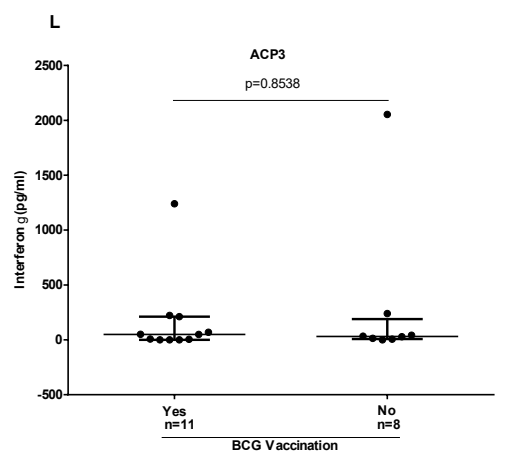 L
ACP3
p=0.8538
Interferon g (pg/ml)
2500
2000
1500
1000
500
0
-500
Yes
n=11
No
n=8
BCG Vaccination